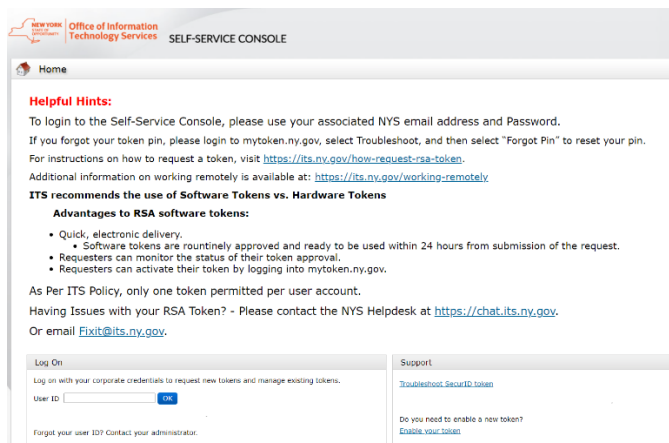 NEW YORK
STATE OF
OPPORTUNITY
Office of Information
Technology Services
SELF-SERVICE CONSOLE
Home
Helpful Hints:
To login to the Self-Service Console, please use your associated NYS email address and Password.
If you forgot your token pin, please login to mytoken.ny.gov, select Troubleshoot, and then select "Forgot Pin" to reset your pin.
For instructions on how to request a token, visit https://its.ny.gov/how-request-rsa-token.
Additional information on working remotely is available at: https://its.ny.gov/working-remotely
ITS recommends the use of Software Tokens vs. Hardware Tokens
Advantages to RSA software tokens:
• Quick, electronic delivery.
• Software tokens are rountinely approved and ready to be used within 24 hours from submission of the request.
• Requesters can monitor the status of their token approval.
• Requesters can activate their token by logging into mytoken.ny.gov.
As Per ITS Policy, only one token permitted per user account.
Having Issues with your RSA Token? - Please contact the NYS Helpdesk at https://chat.its.ny.gov.
Or email Fixit@its.ny.gov.
Log On
Log on with your corporate credentials to request new tokens and manage existing tokens.
User ID
OK
Forgot your user ID? Contact your administrator.
Support
Troubleshoot SecurID token
Do you need to enable a new token?
Enable your token